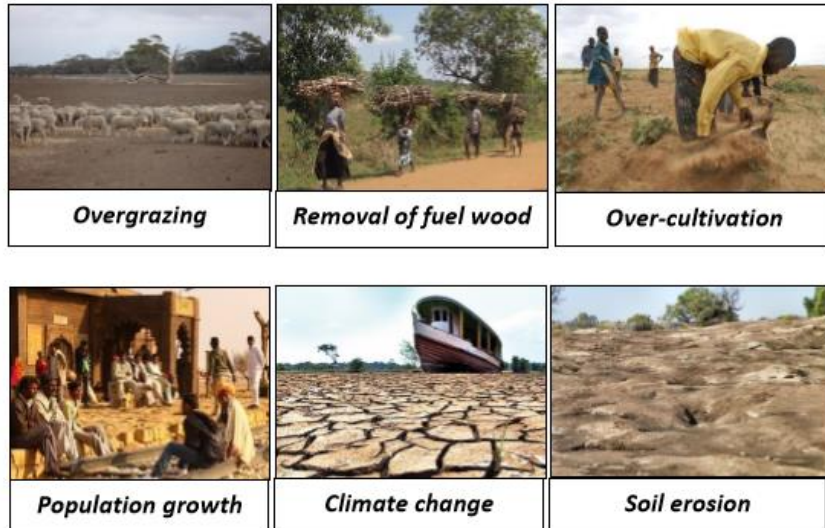 Overgrazing
Removal of fuel wood
Over-cultivation
Population growth
Climate change
Soil erosion